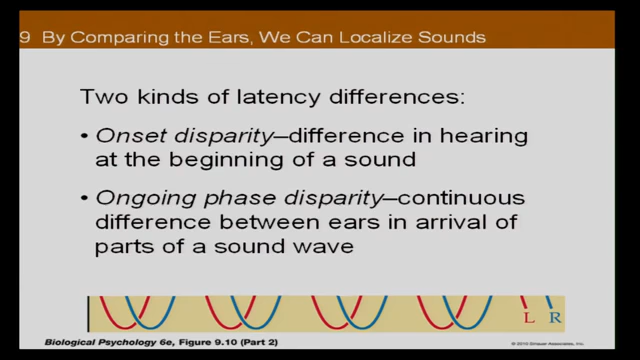 9 By Comparing the Ears, We Can Localize Sounds
Two kinds of latency differences:
• Onset disparity–difference in hearing
at the beginning of a sound
• Ongoing phase disparity–continuous
difference between ears in arrival of
parts of a sound wave
L R
Biological Psychology 6e, Figure 9.10 (Part 2)
© 2010 Sinauer Associates, Inc.